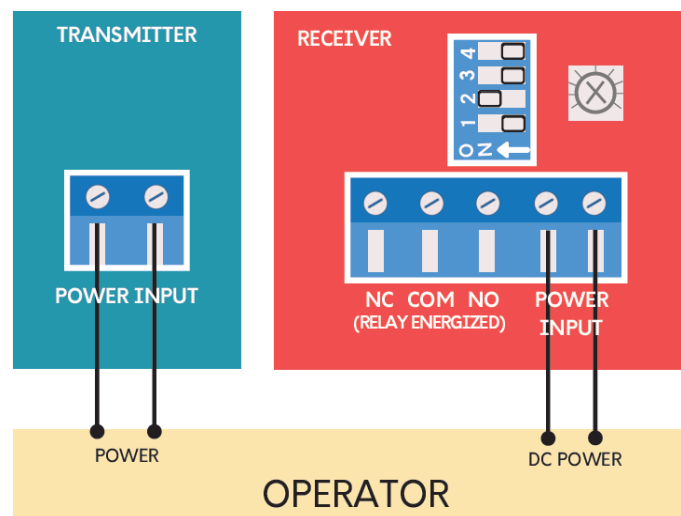 TRANSMITTER
POWER INPUT
RECEIVER
4
3
2
1
ON
NC COM NO
(RELAY ENERGIZED)
POWER
INPUT
POWER
DC POWER
OPERATOR